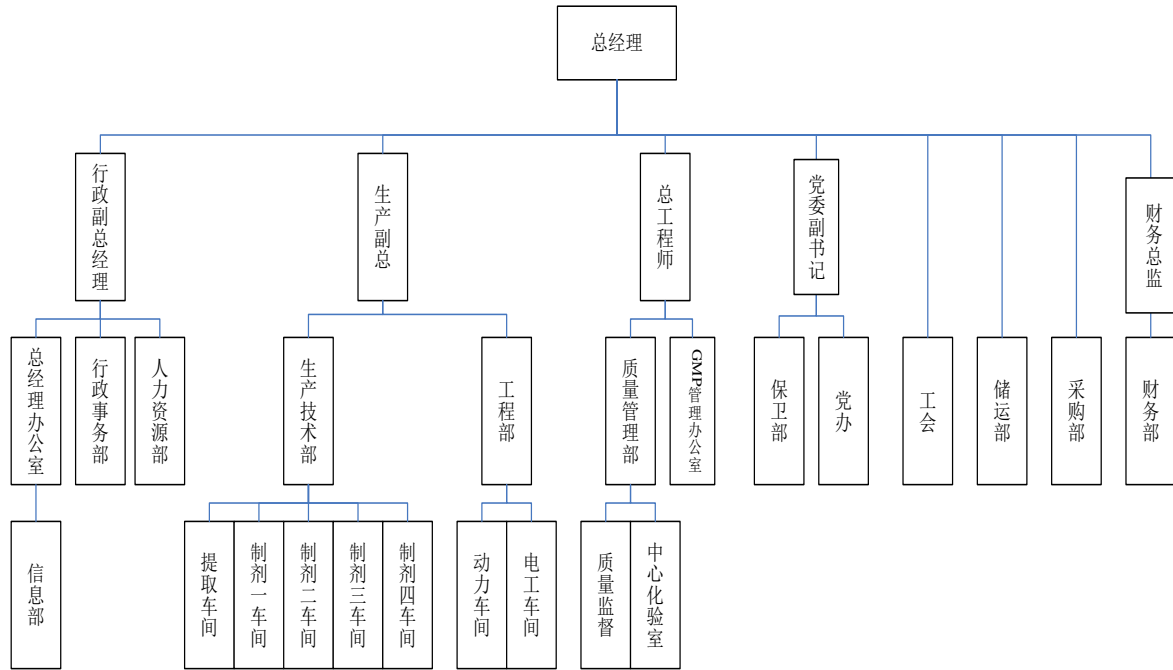 总经理
行政副总经理
生产副总
总工程师
党委副书记
财务总监
总经理办公室
行政事务部
人力资源部
生产技术部
工程部
质量管理部
GMP管理办公室
保卫部
党办
工会
储运部
采购部
财务部
信息部
提取车间
制剂一车间
制剂二车间
制剂三车间
制剂四车间
动力车间
电工车间
质量监督
中心化验室